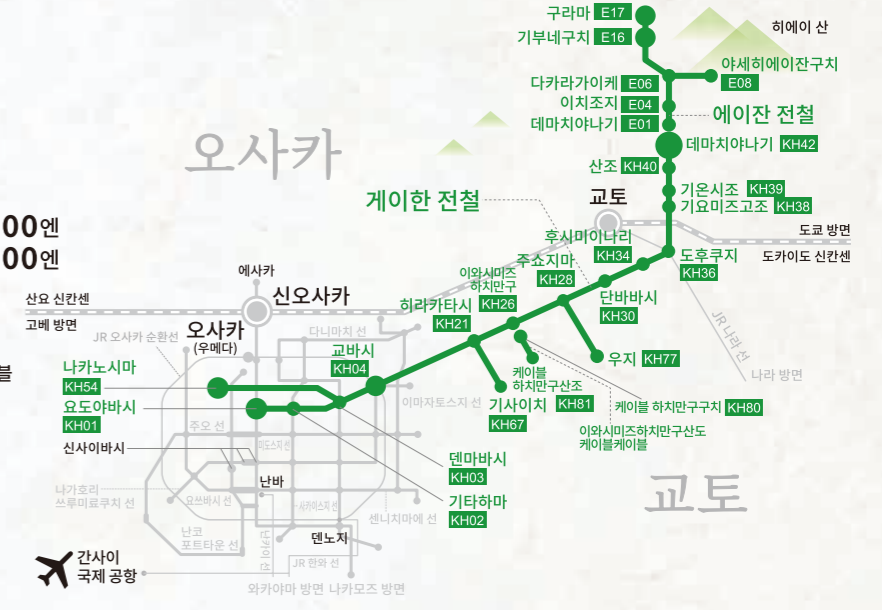 구라마 E17
기부네구치 E16
히에이 산
야세히에이잔구치
E08
다카라가이케 E06
이치조지 E04
데마치야나기 E01
에이잔 전철
데마치야나기 KH42
오사카
산조 KH40
게이한 전철
교토
기온시조 KH39
기요미즈고조 KH38
00엔
00엔
후시미이나리
KH34
도쿄 방면
도카이도 신칸센
도후쿠지
KH36
주쇼지마
KH28
에사카
신오사카
이와시미즈
하치만구
KH26
단바바시
KH30
산요 신칸센
고베 방면
히라카타시
KH21
JR 오사카 순환선
오사카
(우메다)
다니마치 선
JR 나라 선
교바시
KH04
우지 KH77
블
나카노시마
KH54
케이블
하치만구산조
KH81
나라 방면
요도야바시
KH01
이마자토스지 선
기사이치
KH67
케이블 하치만구구치 KH80
주오 선
이와시미즈하치만구산도
케이블케이블
신사이바시
미도스지 선
덴마바시
KH03
난바
나가호리
쓰루미료쿠치 선
요쓰바시 선
사카이스지 선
기타하마
KH02
센니치마에 선
교토
난코
포트타운 선
난카이 선
덴노지
간사이
국제 공항
JR 한와 선
와카야마 방면 나카모즈 방면